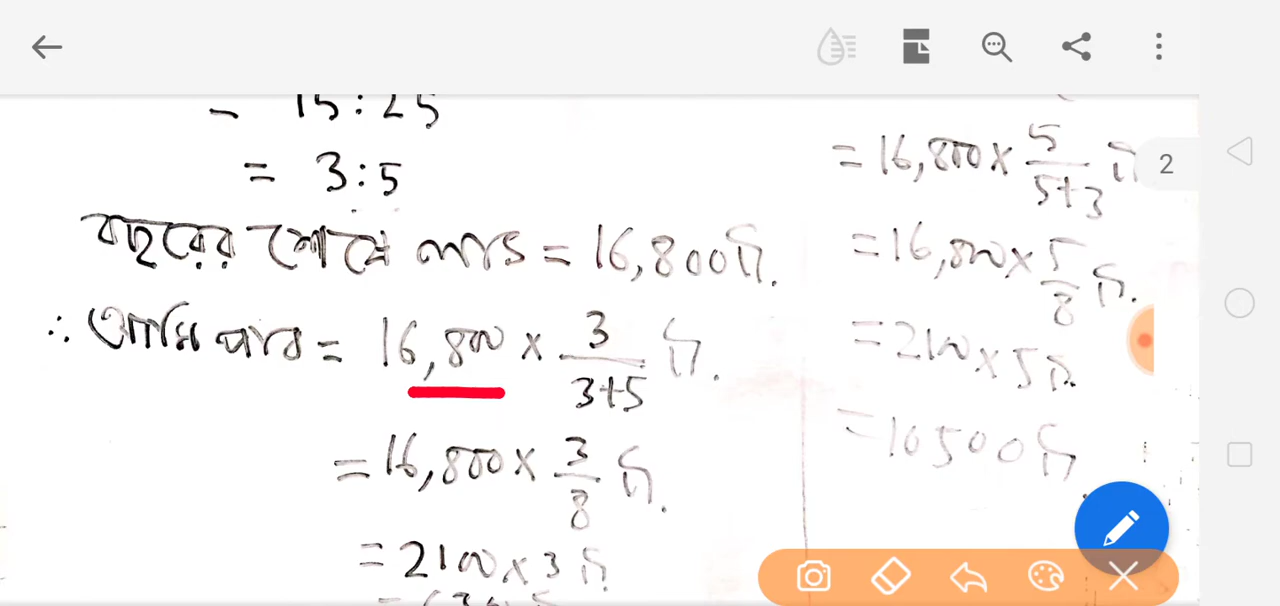 = 15:25
= 3:5
বছরের শেষে লাভ = 16,800 টা.
∴ আমি পাব = 16,800 × 3/(3+5) টা.
= 16,800 × 3/8 টা.
= 2100 × 3 টা
= 16,800 × 5/(5+3) টা
= 16,800 × 5/8 টা.
= 2100 × 5 টা.
= 10500 টা.
2